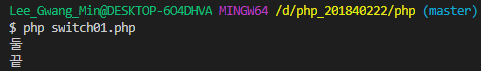 Lee_Gwang_Min@DESKTOP-6O4DHVA MINGW64 /d/php_201840222/php (master)
$ php switch01.php
둘
끝